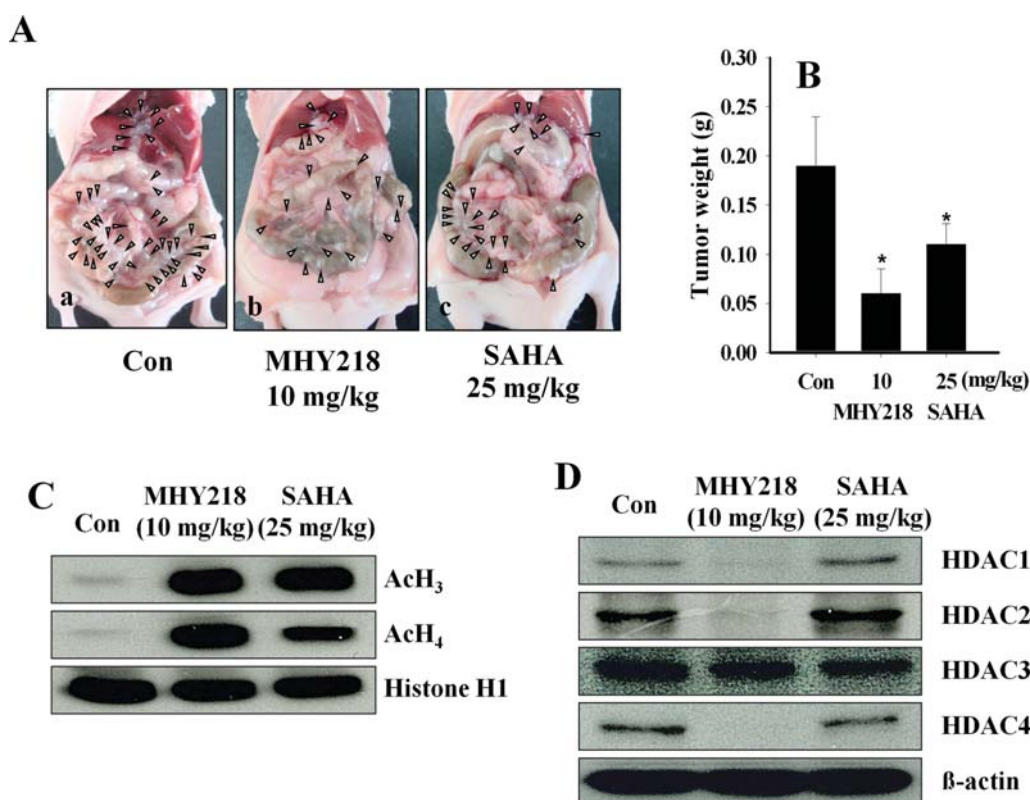 A
a
b
c
Con
MHY218
10 mg/kg
SAHA
25 mg/kg
B
Tumor weight (g)
0.30
0.25
0.20
0.15
0.10
0.05
0.00
*
*
Con 10 25 (mg/kg)
MHY218 SAHA
C
Con MHY218 (10 mg/kg) SAHA (25 mg/kg)
AcH₃
AcH₄
Histone H1
D
Con MHY218 (10 mg/kg) SAHA (25 mg/kg)
HDAC1
HDAC2
HDAC3
HDAC4
ß-actin